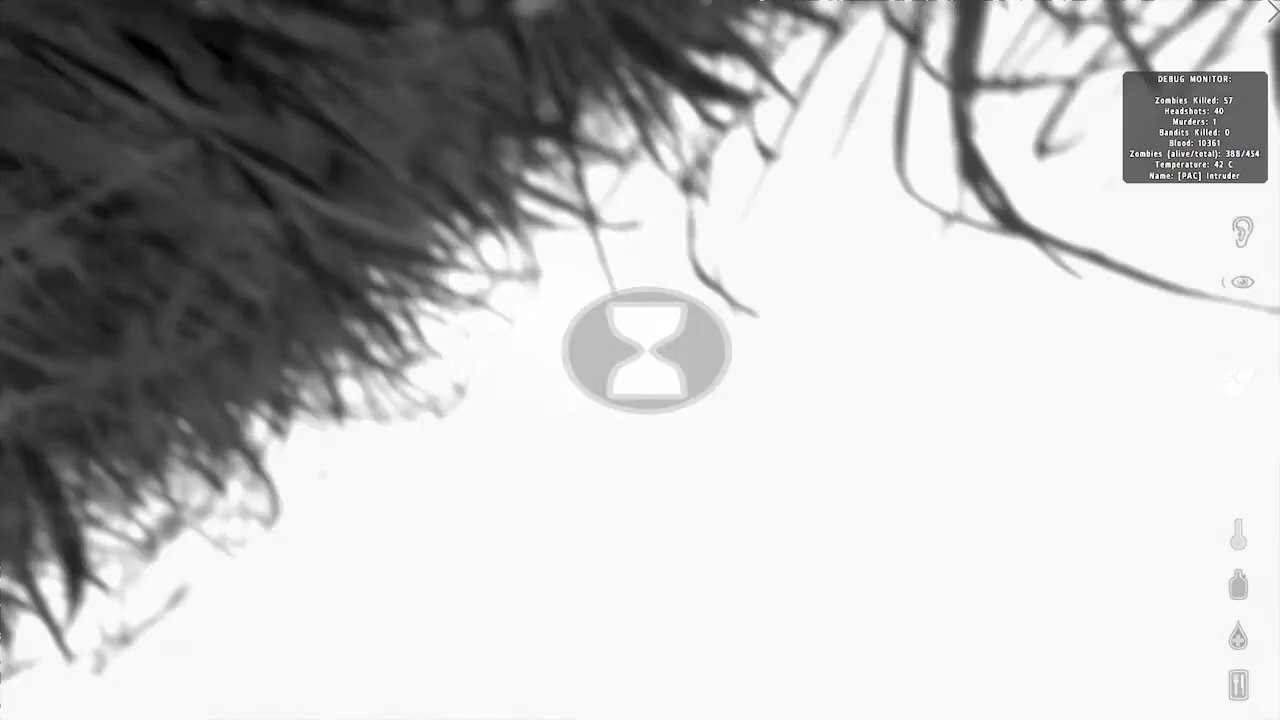 DEBUG MONITOR:
Zombies Killed: 57
Headshots: 40
Murders: 1
Bandits Killed: 0
Blood: 10361
Zombies (alive/total): 388/454
Temperature: 42 C
Name: [PAC] Intruder